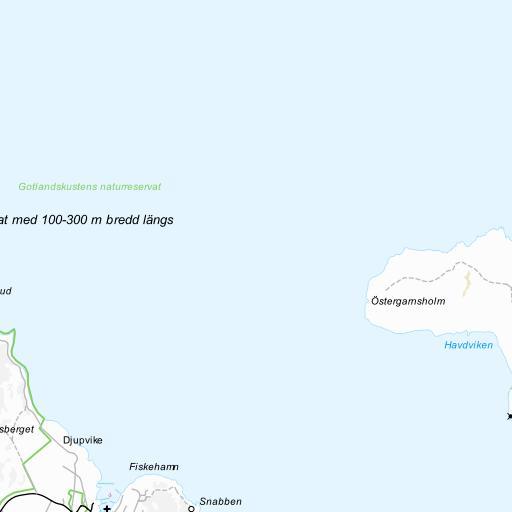 Gotlandskustens naturreservat
at med 100-300 m bredd längs
ud
Östergarnsholm
Havdviken
sberget
Djupvike
Fiskehamn
Snabben